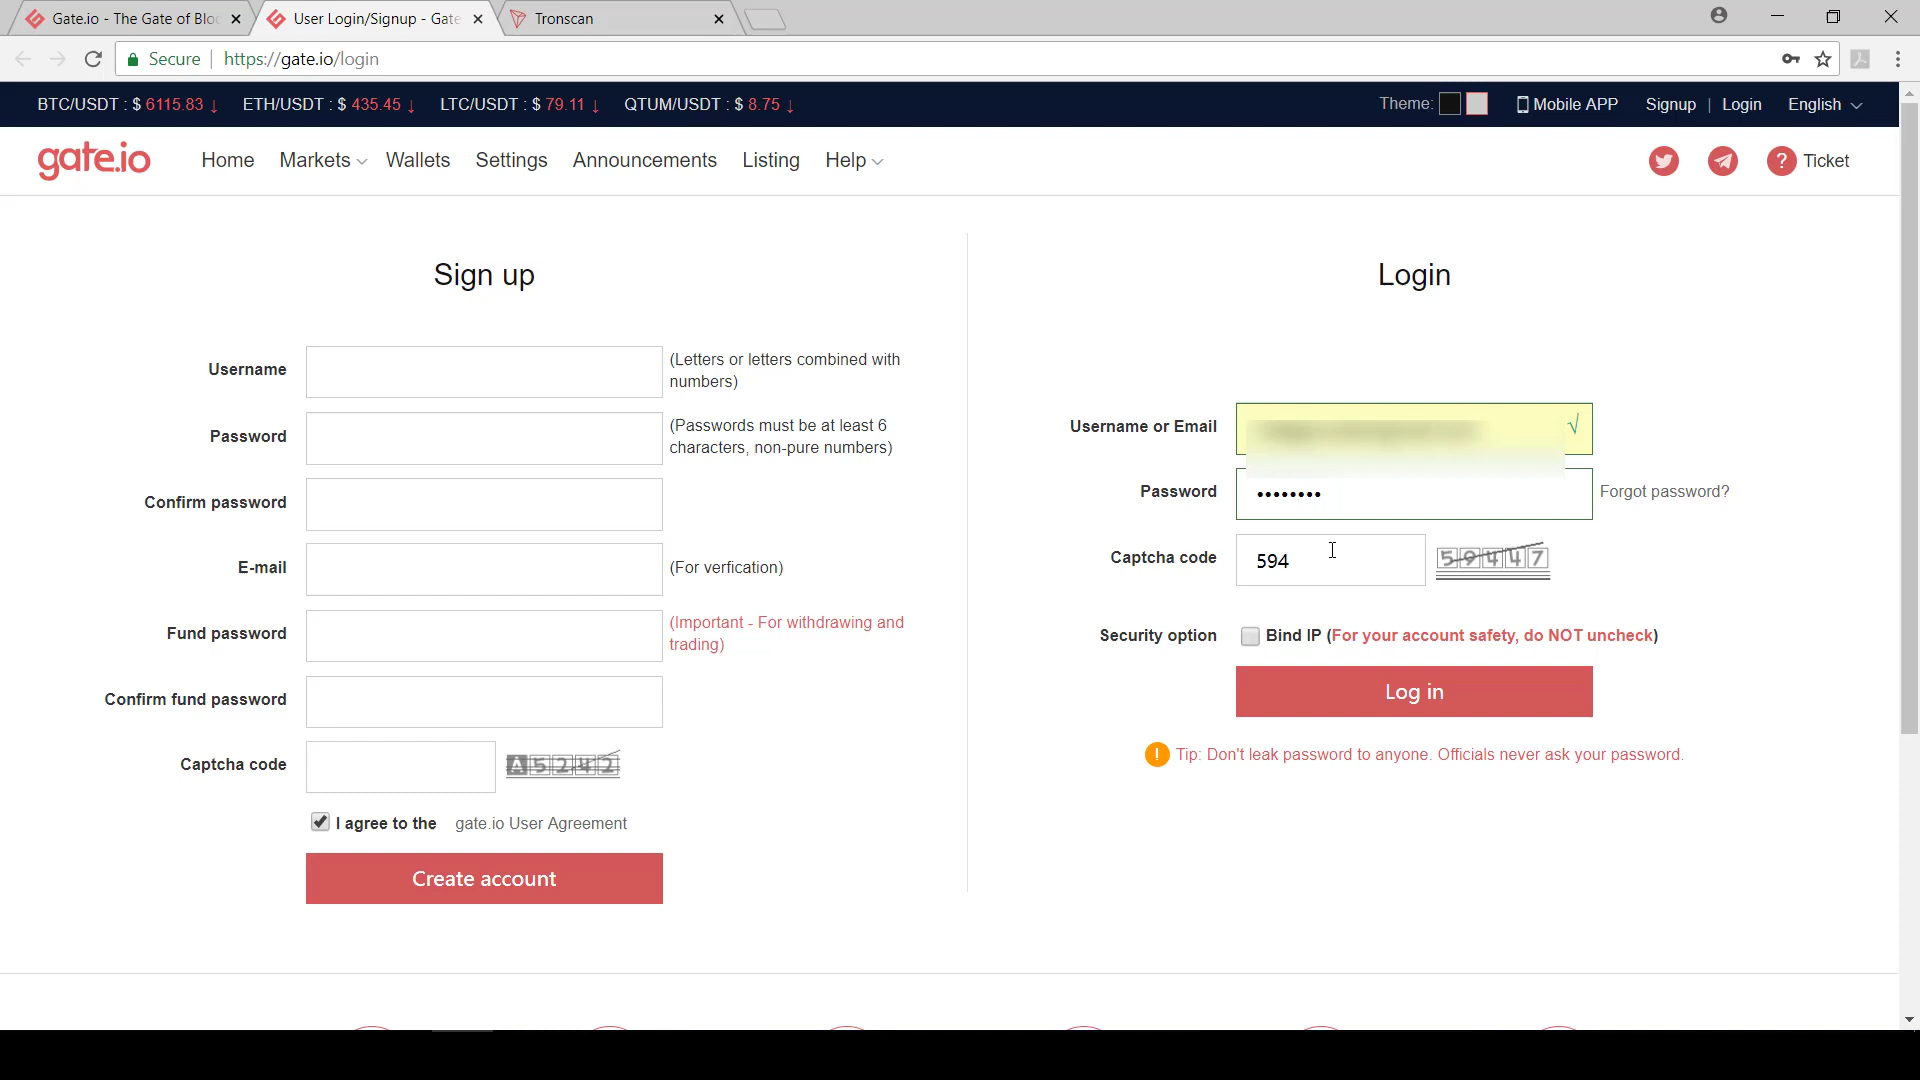 Gate.io - The Gate of Bloc
User Login/Signup - Gate
Tronscan
Secure
https://gate.io/login
BTC/USDT : $ 6115.83 ↓
ETH/USDT : $ 435.45 ↓
LTC/USDT : $ 79.11 ↓
QTUM/USDT : $ 8.75 ↓
Theme:
Mobile APP
Signup | Login
English
gate.io
Home
Markets
Wallets
Settings
Announcements
Listing
Help
? Ticket
Sign up
Username
(Letters or letters combined with
numbers)
Password
(Passwords must be at least 6
characters, non-pure numbers)
Confirm password
E-mail
(For verfication)
Fund password
(Important - For withdrawing and
trading)
Confirm fund password
Captcha code
A5242
I agree to the gate.io User Agreement
Create account
Login
Username or Email
√
Password
••••••••
Forgot password?
Captcha code
594
59447
Security option
Bind IP (For your account safety, do NOT uncheck)
Log in
! Tip: Don't leak password to anyone. Officials never ask your password.